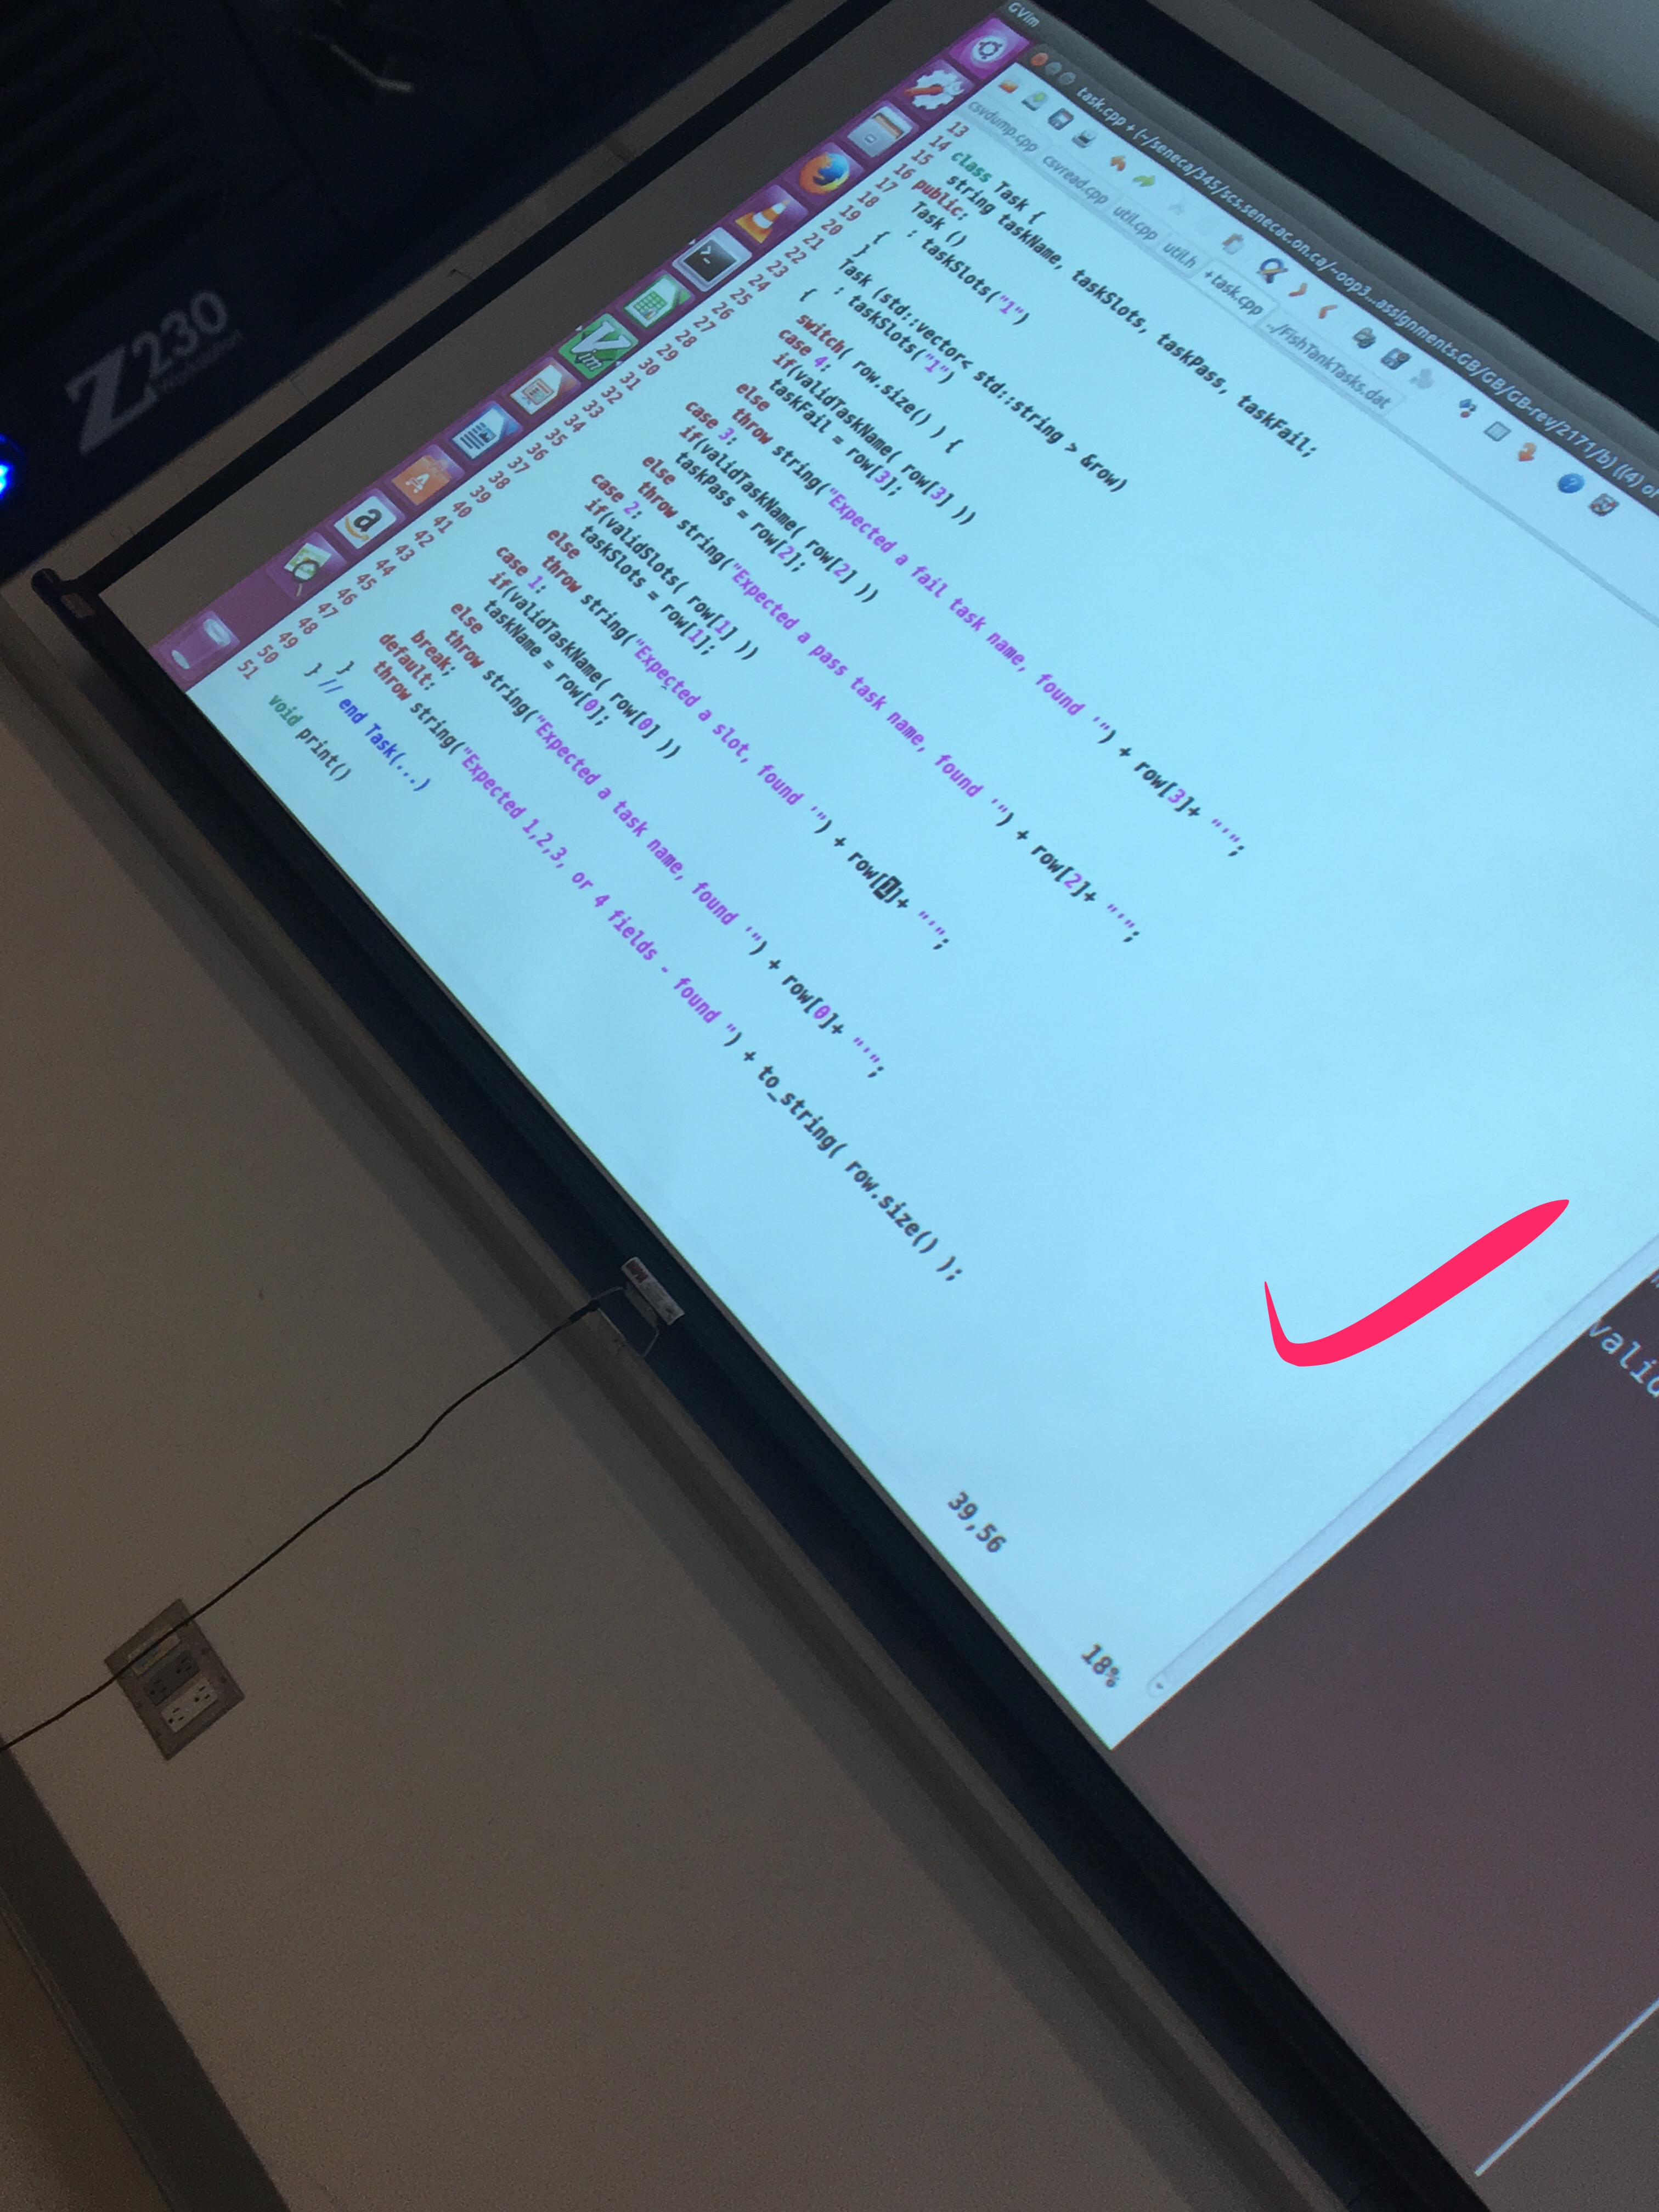 GVim
task.cpp + (~/seneca/345/scs.senecac.on.ca/~oop3...assignments.GB/GB/GB-rev/2171/b) ((4) of
csvdump.cpp csvread.cpp util.cpp util.h +task.cpp ../FishTankTasks.dat
13
14 class Task {
15 string taskName, taskSlots, taskPass, taskFail;
16 public:
17 Task ()
18 : taskSlots("1")
19 {
20 }
21 Task (std::vector< std::string > &row)
22 : taskSlots("1")
23 {
24 switch( row.size() ) {
25 case 4:
26 if(validTaskName( row[3] ))
27 taskFail = row[3];
28 else
29 throw string("Expected a fail task name, found '") + row[3]+ "'";
30 case 3:
31 if(validTaskName( row[2] ))
32 taskPass = row[2];
33 else
34 throw string("Expected a pass task name, found '") + row[2]+ "'";
35 case 2:
36 if(validSlots( row[1] ))
37 taskSlots = row[1];
38 else
39 throw string("Expected a slot, found '") + row[1]+ "'";
40 case 1:
41 if(validTaskName( row[0] ))
42 taskName = row[0];
43 else
44 throw string("Expected a task name, found '") + row[0]+ "'";
45 break;
46 default:
47 throw string("Expected 1,2,3, or 4 fields - found ") + to_string( row.size() );
48 }
49 } // end Task(...)
50
51 void print()
39,56
18%
Z230
Workstation